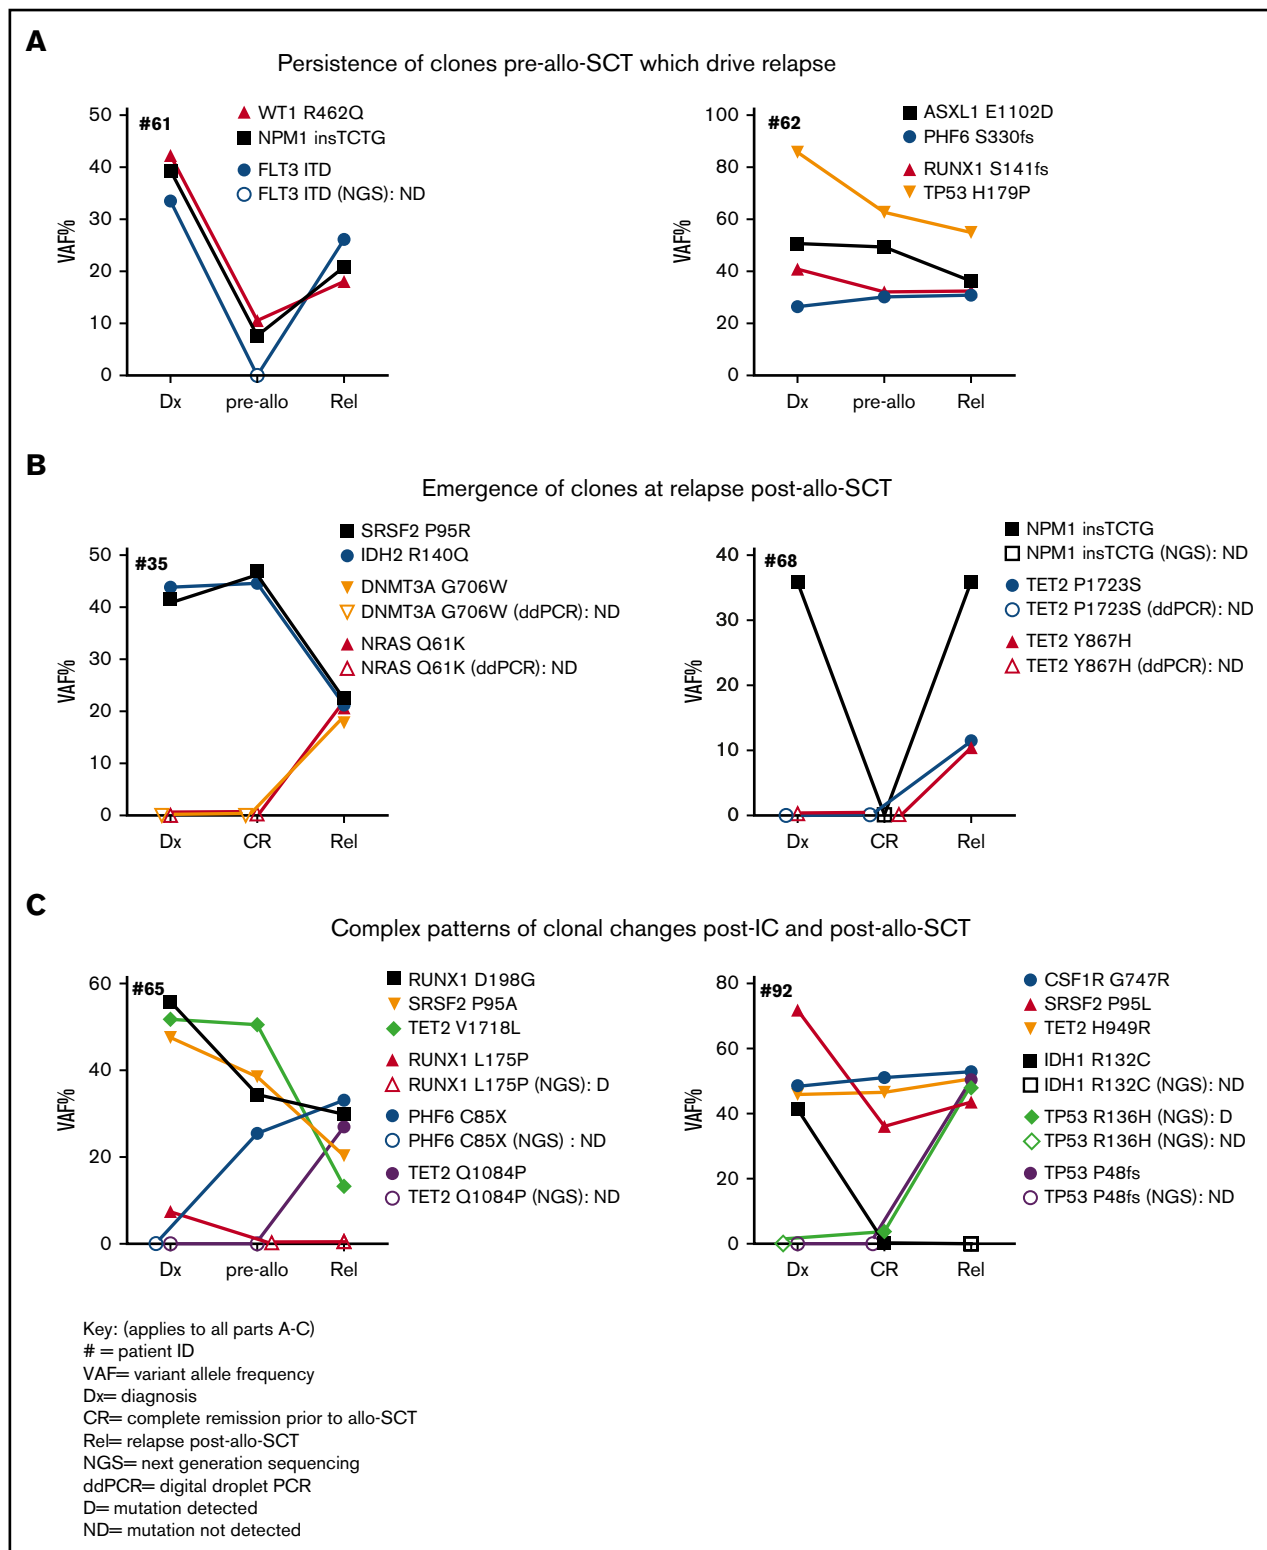 A
Persistence of clones pre-allo-SCT which drive relapse
#61
WT1 R462Q
NPM1 insTCTG
FLT3 ITD
FLT3 ITD (NGS): ND
VAF%
50
40
30
20
10
0
Dx pre-allo Rel
#62
ASXL1 E1102D
PHF6 S330fs
RUNX1 S141fs
TP53 H179P
VAF%
100
80
60
40
20
0
Dx pre-allo Rel
B
Emergence of clones at relapse post-allo-SCT
#35
SRSF2 P95R
IDH2 R140Q
DNMT3A G706W
DNMT3A G706W (ddPCR): ND
NRAS Q61K
NRAS Q61K (ddPCR): ND
VAF%
50
40
30
20
10
0
Dx CR Rel
#68
NPM1 insTCTG
NPM1 insTCTG (NGS): ND
TET2 P1723S
TET2 P1723S (ddPCR): ND
TET2 Y867H
TET2 Y867H (ddPCR): ND
VAF%
40
30
20
10
0
Dx CR Rel
C
Complex patterns of clonal changes post-IC and post-allo-SCT
#65
RUNX1 D198G
SRSF2 P95A
TET2 V1718L
RUNX1 L175P
RUNX1 L175P (NGS): D
PHF6 C85X
PHF6 C85X (NGS) : ND
TET2 Q1084P
TET2 Q1084P (NGS): ND
VAF%
60
40
20
0
Dx pre-allo Rel
#92
CSF1R G747R
SRSF2 P95L
TET2 H949R
IDH1 R132C
IDH1 R132C (NGS): ND
TP53 R136H (NGS): D
TP53 R136H (NGS): ND
TP53 P48fs
TP53 P48fs (NGS): ND
VAF%
80
60
40
20
0
Dx CR Rel
Key: (applies to all parts A-C)
# = patient ID
VAF= variant allele frequency
Dx= diagnosis
CR= complete remission prior to allo-SCT
Rel= relapse post-allo-SCT
NGS= next generation sequencing
ddPCR= digital droplet PCR
D= mutation detected
ND= mutation not detected